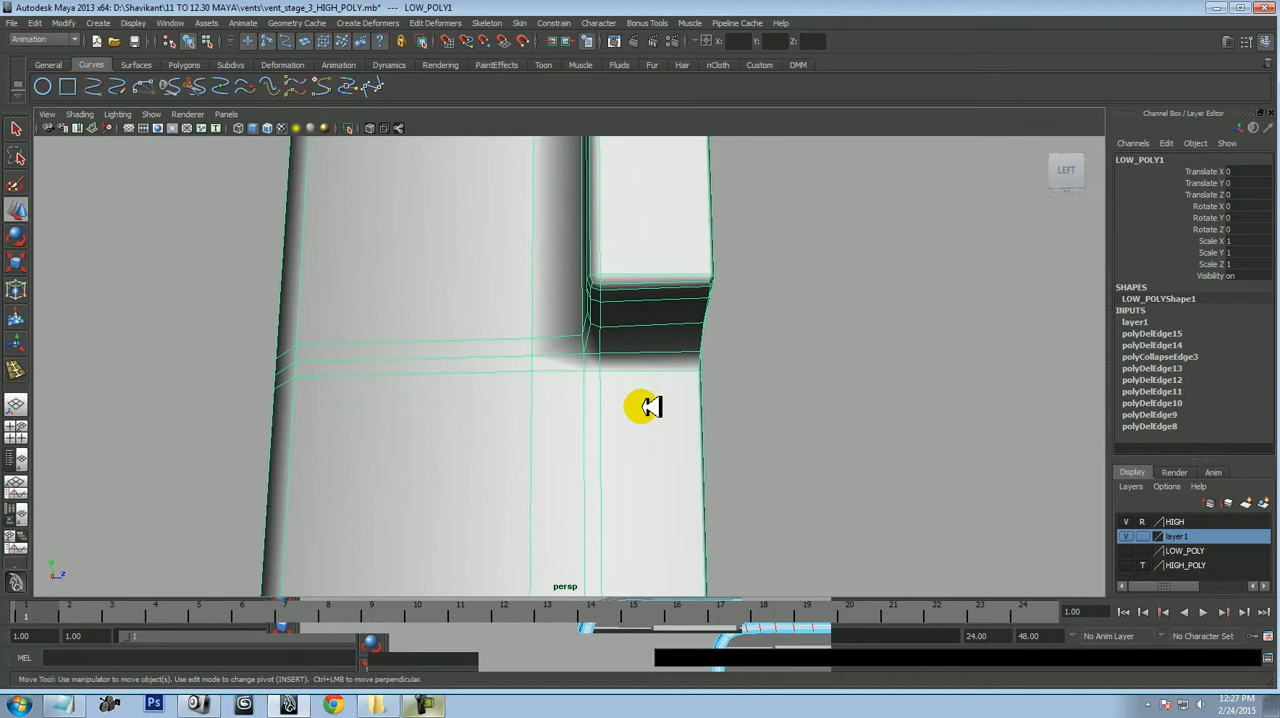 Autodesk Maya 2013 x64: D:\Shavikant\11 TO 12.30 MAYA\vents\vent_stage_3_HIGH_POLY.mb* --- LOW_POLY1
File Edit Modify Create Display Window Assets Animate Geometry Cache Create Deformers Edit Deformers Skeleton Skin Constrain Character Bonus Tools Muscle Pipeline Cache Help
Animation X: Y: Z:
General Curves Surfaces Polygons Subdivs Deformation Animation Dynamics Rendering PaintEffects Toon Muscle Fluids Fur Hair nCloth Custom DMM
View Shading Lighting Show Renderer Panels
Channel Box / Layer Editor
Channels Edit Object Show
LOW_POLY1
Translate X 0
Translate Y 0
Translate Z 0
Rotate X 0
Rotate Y 0
Rotate Z 0
Scale X 1
Scale Y 1
Scale Z 1
Visibility on
SHAPES
LOW_POLYShape1
INPUTS
layer1
polyDelEdge15
polyDelEdge14
polyCollapseEdge3
polyDelEdge13
polyDelEdge12
polyDelEdge11
polyDelEdge10
polyDelEdge9
polyDelEdge8
LEFT
persp
Display Render Anim
Layers Options Help
V R HIGH
V layer1
LOW_POLY
T HIGH_POLY
1 2 3 4 5 6 7 8 9 10 11 12 13 14 15 16 17 18 19 20 21 22 23 24
1 1.00
1.00 1.00 1 24.00 48.00 No Anim Layer No Character Set
MEL
Move Tool: Use manipulator to move object(s). Use edit mode to change pivot (INSERT). Ctrl+LMB to move perpendicular.
Ps
12:27 PM
2/24/2015